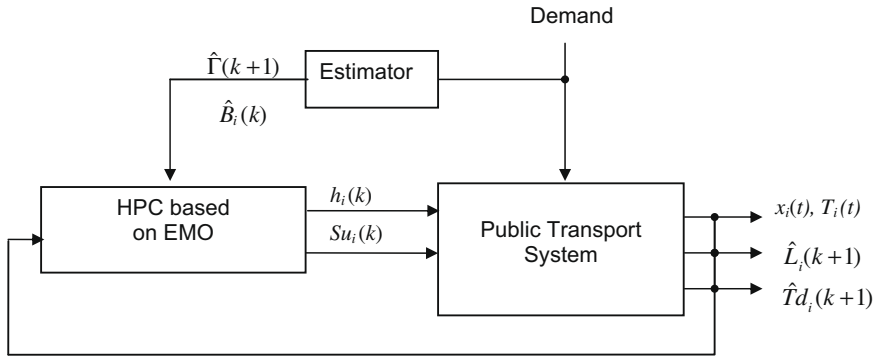 Demand
Estimator
Γ̂(k+1)
B̂ᵢ(k)
HPC based
on EMO
hᵢ(k)
Suᵢ(k)
Public Transport
System
xᵢ(t), Tᵢ(t)
L̂ᵢ(k+1)
T̂dᵢ(k+1)